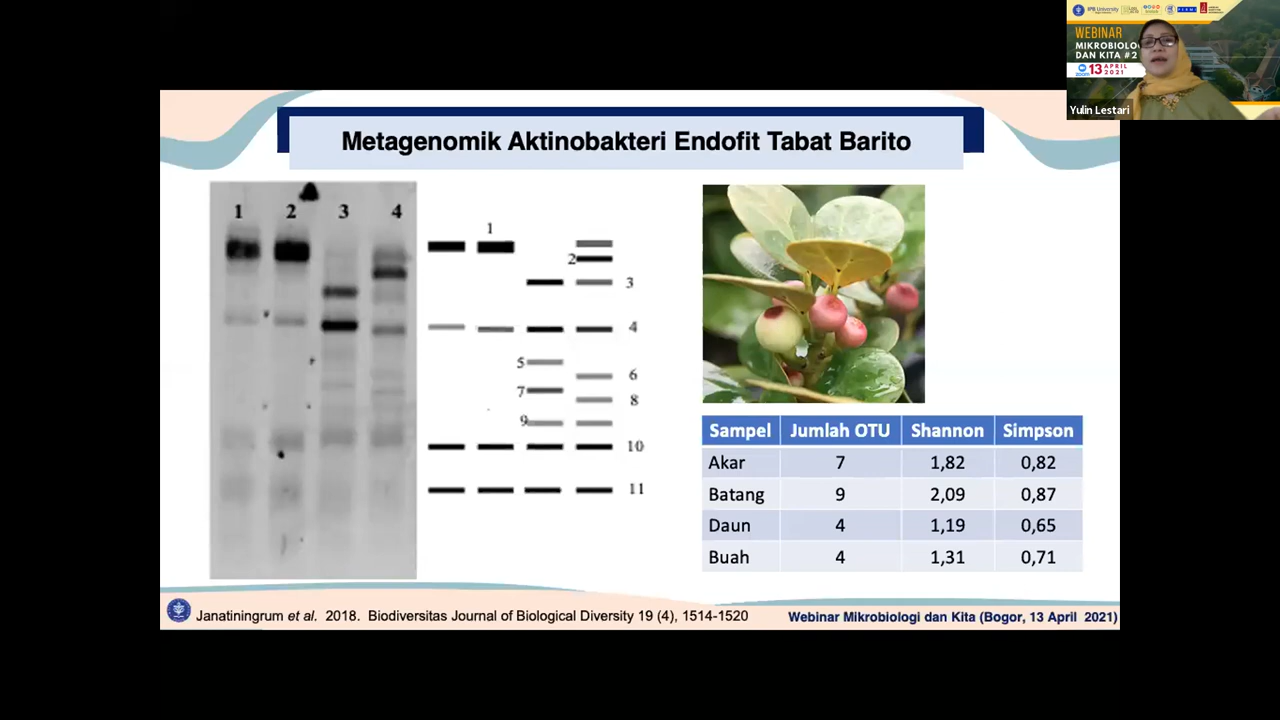 IPB University
WEBINAR
MIKROBIOLO
DAN KITA #2
zoom 13 APRIL 2021
Yulin Lestari
Metagenomik Aktinobakteri Endofit Tabat Barito
1 2 3 4
1
2
3
4
5
6
7
8
9
10
11
Sampel Jumlah OTU Shannon Simpson
Akar 7 1,82 0,82
Batang 9 2,09 0,87
Daun 4 1,19 0,65
Buah 4 1,31 0,71
Janatiningrum et al. 2018. Biodiversitas Journal of Biological Diversity 19 (4), 1514-1520
Webinar Mikrobiologi dan Kita (Bogor, 13 April 2021)